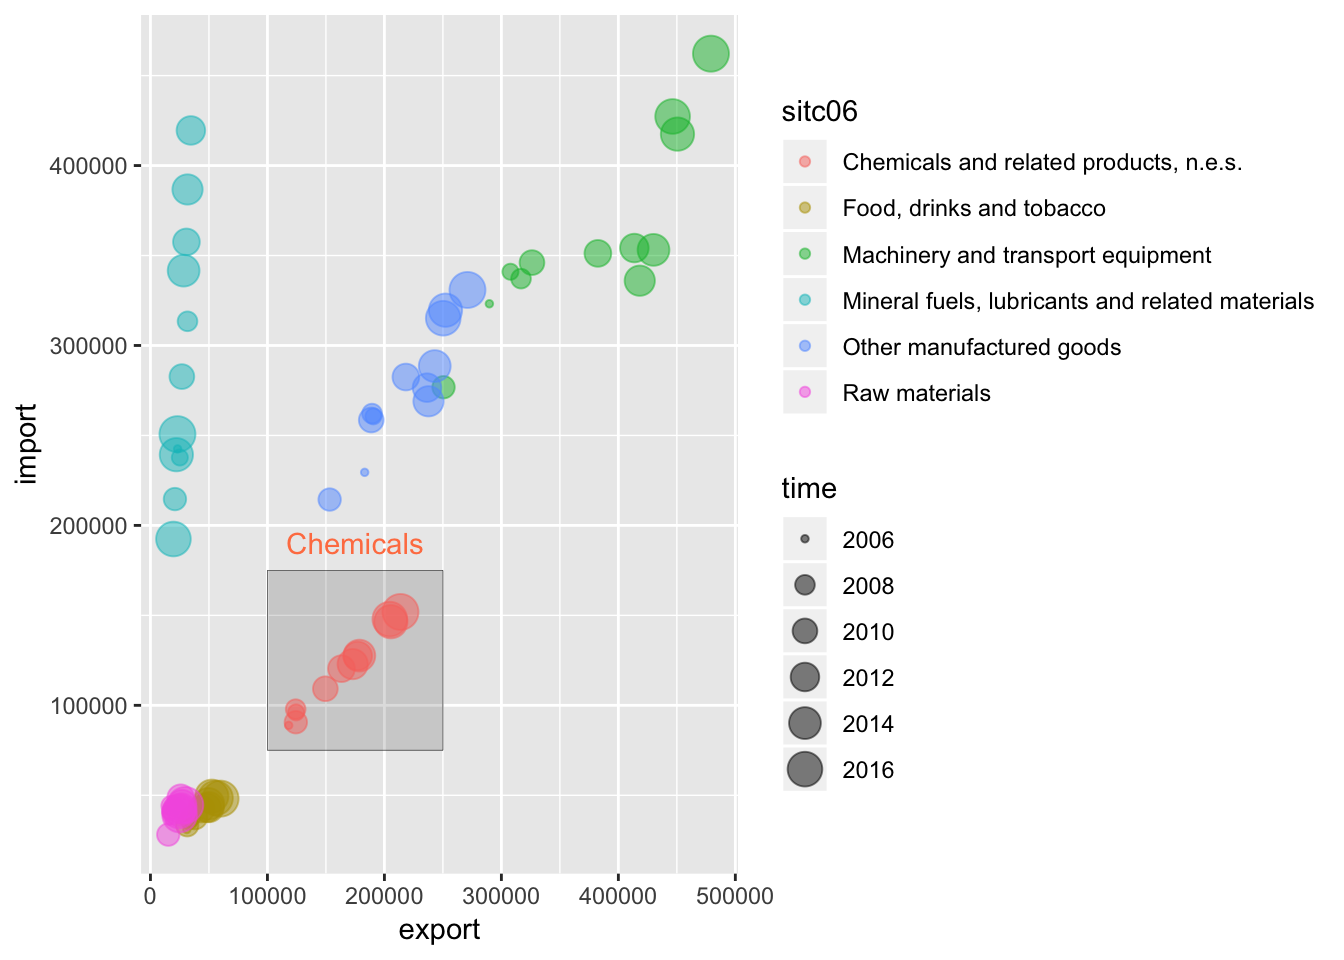 import
400000
300000
200000
100000
Chemicals
0
100000
200000
300000
400000
500000
export
sitc06
Chemicals and related products, n.e.s.
Food, drinks and tobacco
Machinery and transport equipment
Mineral fuels, lubricants and related materials
Other manufactured goods
Raw materials
time
2006
2008
2010
2012
2014
2016